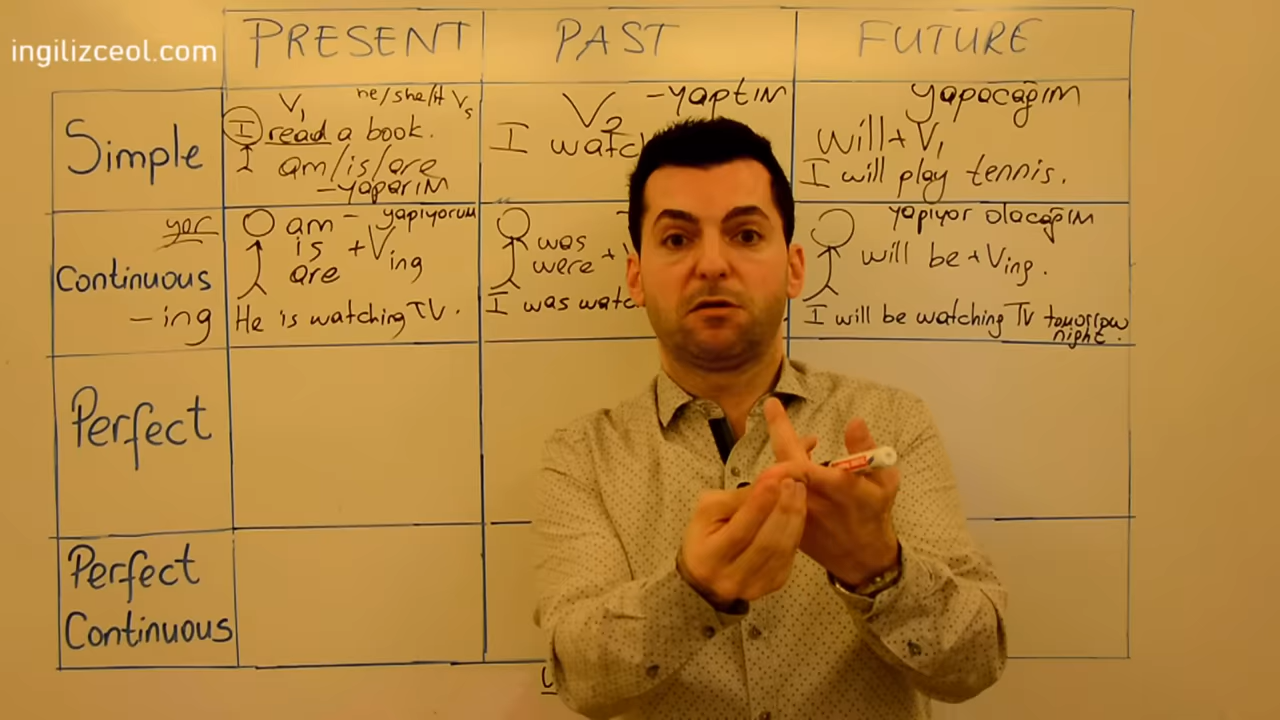 ingilizceol.com
PRESENT PAST FUTURE
Simple
V1 he/she/it Vs
I read a book.
am/is/are
-yaparım
V2 -yaptım
I watc
yapacağım
will+V1
I will play tennis.
yor
Continuous
-ing
am - yapıyorum
is +Ving
are
He is watching TV.
was
were +
I was watc
yapıyor olacağım
will be + Ving.
I will be watching TV tomorrow
night.
Perfect
Perfect
Continuous